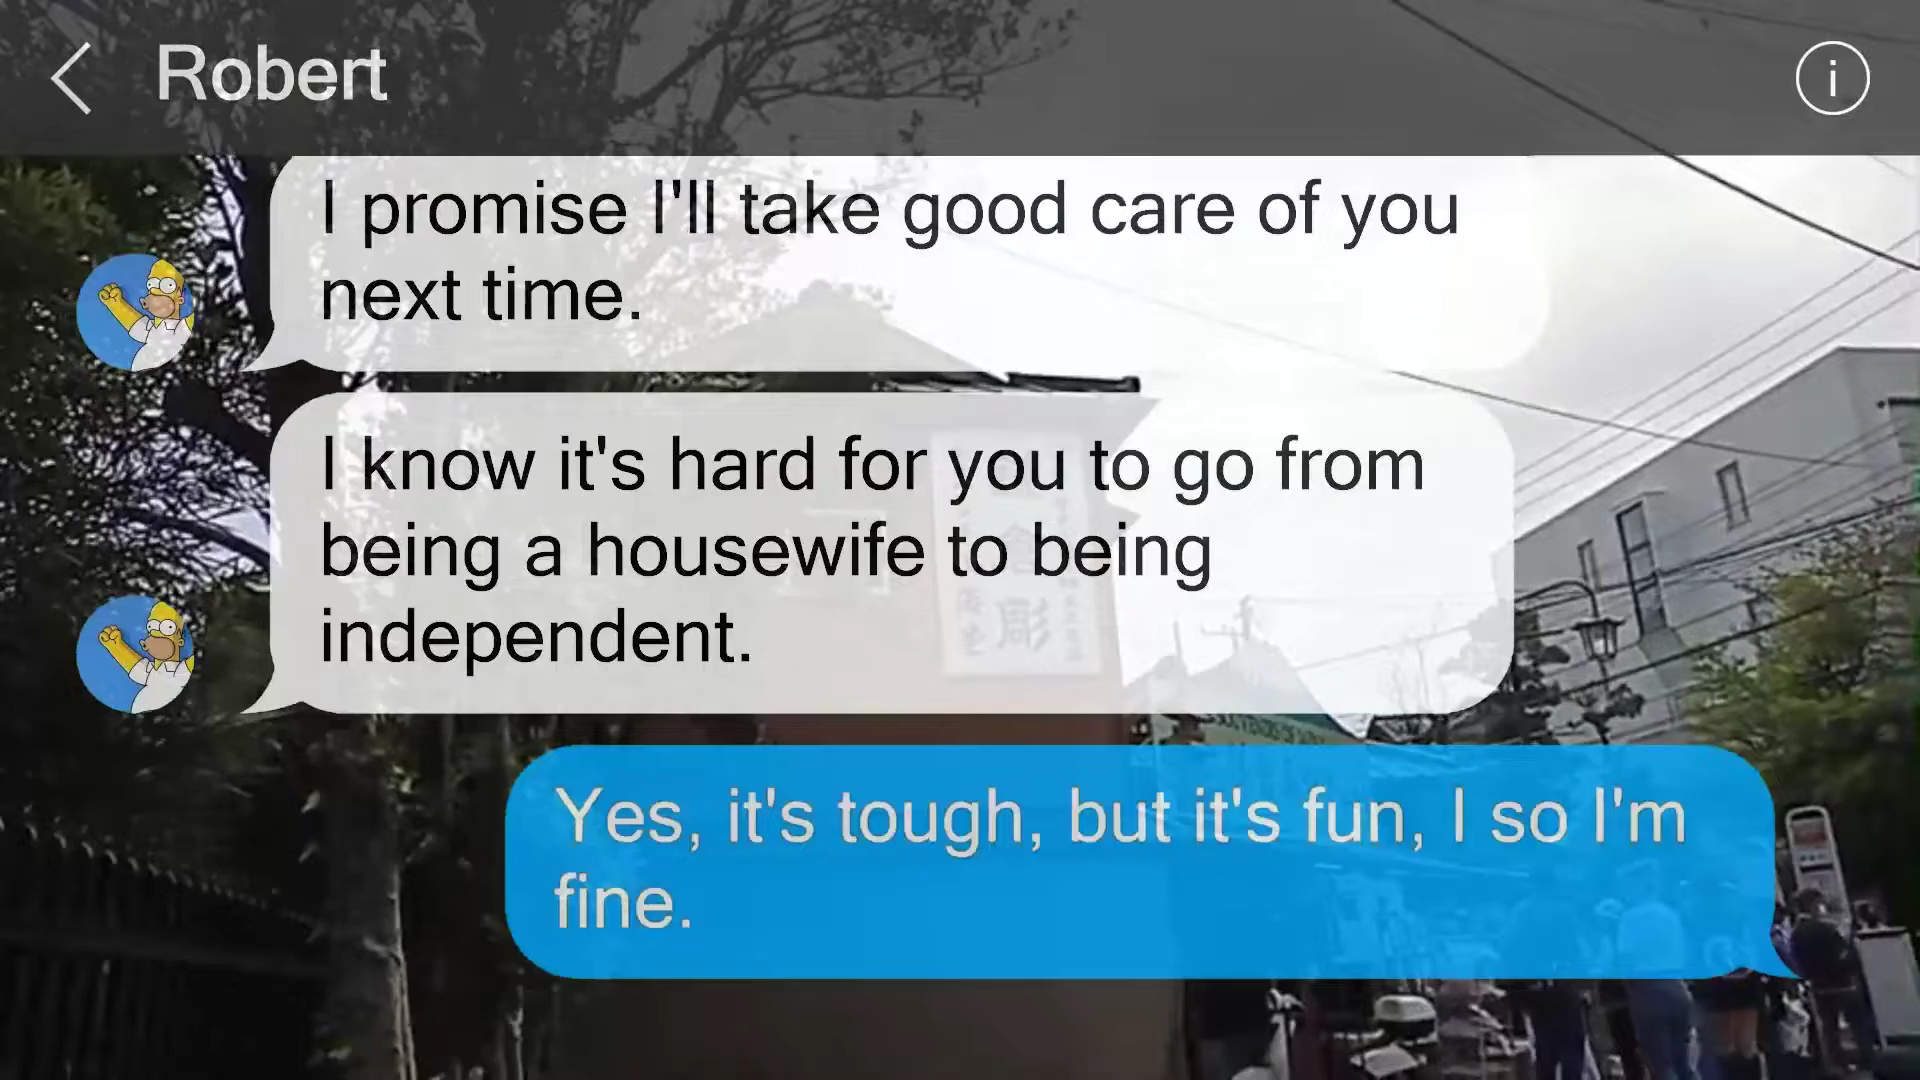 Robert
I promise I'll take good care of you
next time.
I know it's hard for you to go from
being a housewife to being
independent.
Yes, it's tough, but it's fun, I so I'm
fine.
彫